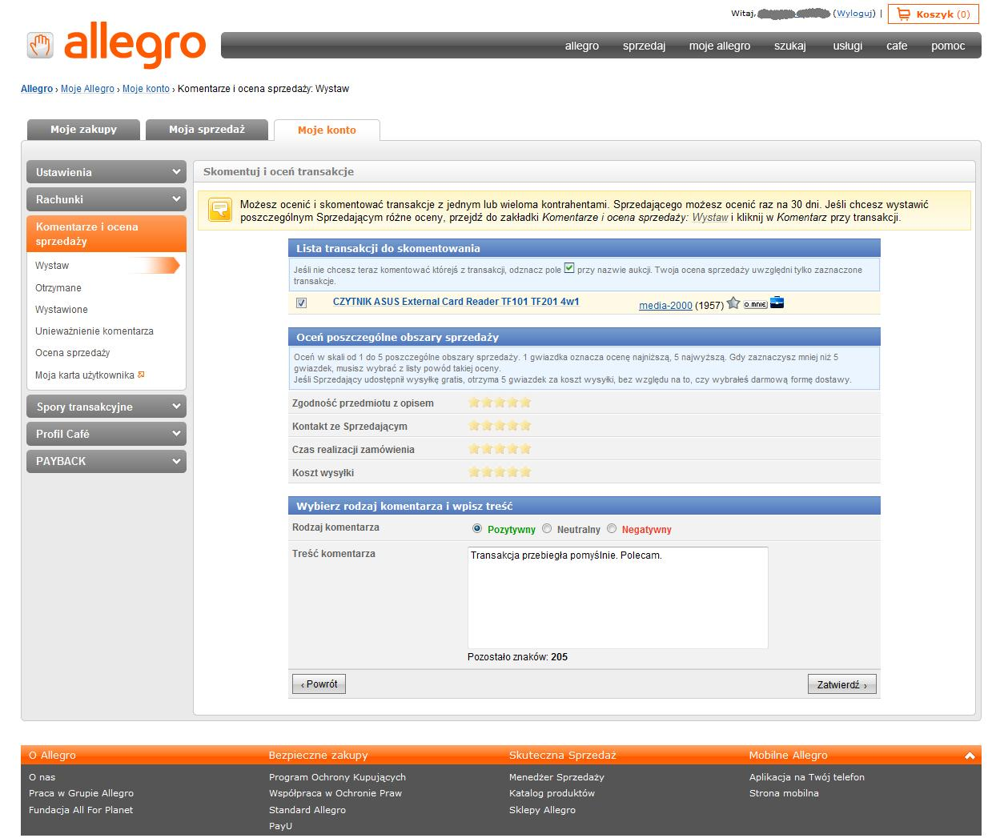 Witaj, (Wyloguj) | Koszyk (0)
allegro
allegro sprzedaj moje allegro szukaj usługi cafe pomoc
Allegro › Moje Allegro › Moje konto › Komentarze i ocena sprzedaży: Wystaw
Moje zakupy Moja sprzedaż Moje konto
Ustawienia
Rachunki
Komentarze i ocena
sprzedaży
Wystaw
Otrzymane
Wystawione
Unieważnienie komentarza
Ocena sprzedaży
Moja karta użytkownika
Spory transakcyjne
Profil Café
PAYBACK
Skomentuj i oceń transakcje
Możesz ocenić i skomentować transakcje z jednym lub wieloma kontrahentami. Sprzedającego możesz ocenić raz na 30 dni. Jeśli chcesz wystawić
poszczególnym Sprzedającym różne oceny, przejdź do zakładki Komentarze i ocena sprzedaży: Wystaw i kliknij w Komentarz przy transakcji.
Lista transakcji do skomentowania
Jeśli nie chcesz teraz komentować którejś z transakcji, odznacz pole przy nazwie aukcji. Twoja ocena sprzedaży uwzględni tylko zaznaczone
transakcje.
CZYTNIK ASUS External Card Reader TF101 TF201 4w1 media-2000 (1957) O MNIE
Oceń poszczególne obszary sprzedaży
Oceń w skali od 1 do 5 poszczególne obszary sprzedaży. 1 gwiazdka oznacza ocenę najniższą, 5 najwyższą. Gdy zaznaczysz mniej niż 5
gwiazdek, musisz wybrać z listy powód takiej oceny.
Jeśli Sprzedający udostępnił wysyłkę gratis, otrzyma 5 gwiazdek za koszt wysyłki, bez względu na to, czy wybrałeś darmową formę dostawy.
Zgodność przedmiotu z opisem
Kontakt ze Sprzedającym
Czas realizacji zamówienia
Koszt wysyłki
Wybierz rodzaj komentarza i wpisz treść
Rodzaj komentarza Pozytywny Neutralny Negatywny
Treść komentarza Transakcja przebiegła pomyślnie. Polecam.
Pozostało znaków: 205
‹ Powrót Zatwierdź ›
O Allegro Bezpieczne zakupy Skuteczna Sprzedaż Mobilne Allegro
O nas Program Ochrony Kupujących Menedżer Sprzedaży Aplikacja na Twój telefon
Praca w Grupie Allegro Współpraca w Ochronie Praw Katalog produktów Strona mobilna
Fundacja All For Planet Standard Allegro Sklepy Allegro
PayU